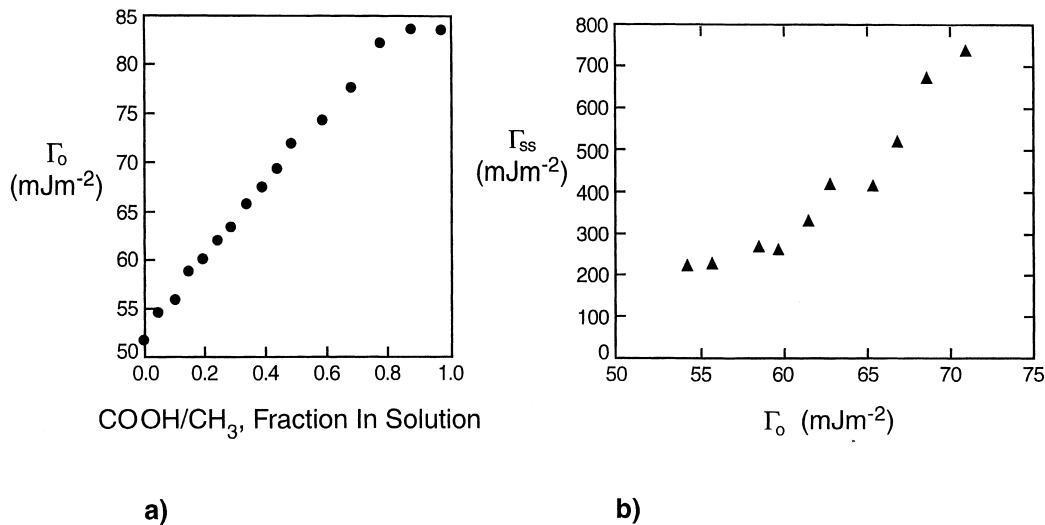 85
80
75
70
65
60
55
50
Γo
(mJm-2)
0.0 0.2 0.4 0.6 0.8 1.0
COOH/CH3, Fraction In Solution
a)
800
700
600
500
400
300
200
100
0
Γss
(mJm-2)
50 55 60 65 70 75
Γo (mJm-2)
b)